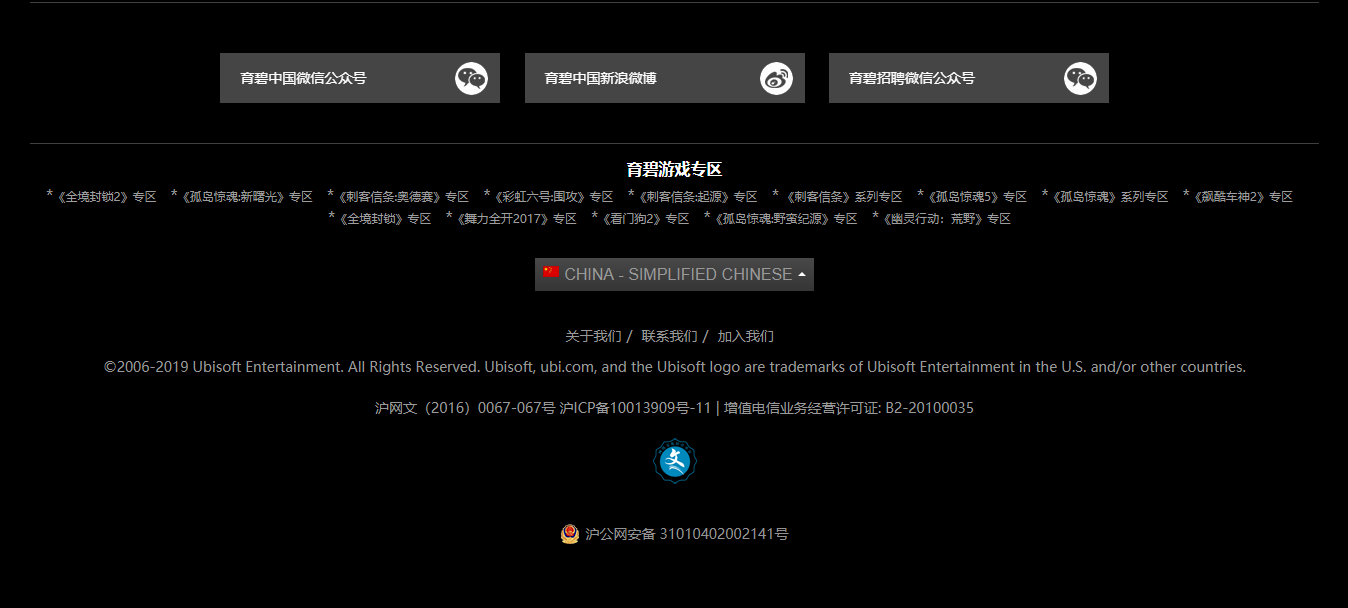 育碧中国微信公众号
育碧中国新浪微博
育碧招聘微信公众号
育碧游戏专区
*《全境封锁2》专区 *《孤岛惊魂:新曙光》专区 *《刺客信条:奥德赛》专区 *《彩虹六号:围攻》专区 *《刺客信条:起源》专区 *《刺客信条》系列专区 *《孤岛惊魂5》专区 *《孤岛惊魂》系列专区 *《飙酷车神2》专区
*《全境封锁》专区 *《舞力全开2017》专区 *《看门狗2》专区 *《孤岛惊魂:野蛮纪源》专区 *《幽灵行动：荒野》专区
CHINA - SIMPLIFIED CHINESE
关于我们 / 联系我们 / 加入我们
©2006-2019 Ubisoft Entertainment. All Rights Reserved. Ubisoft, ubi.com, and the Ubisoft logo are trademarks of Ubisoft Entertainment in the U.S. and/or other countries.
沪网文（2016）0067-067号 沪ICP备10013909号-11 | 增值电信业务经营许可证: B2-20100035
沪公网安备 31010402002141号